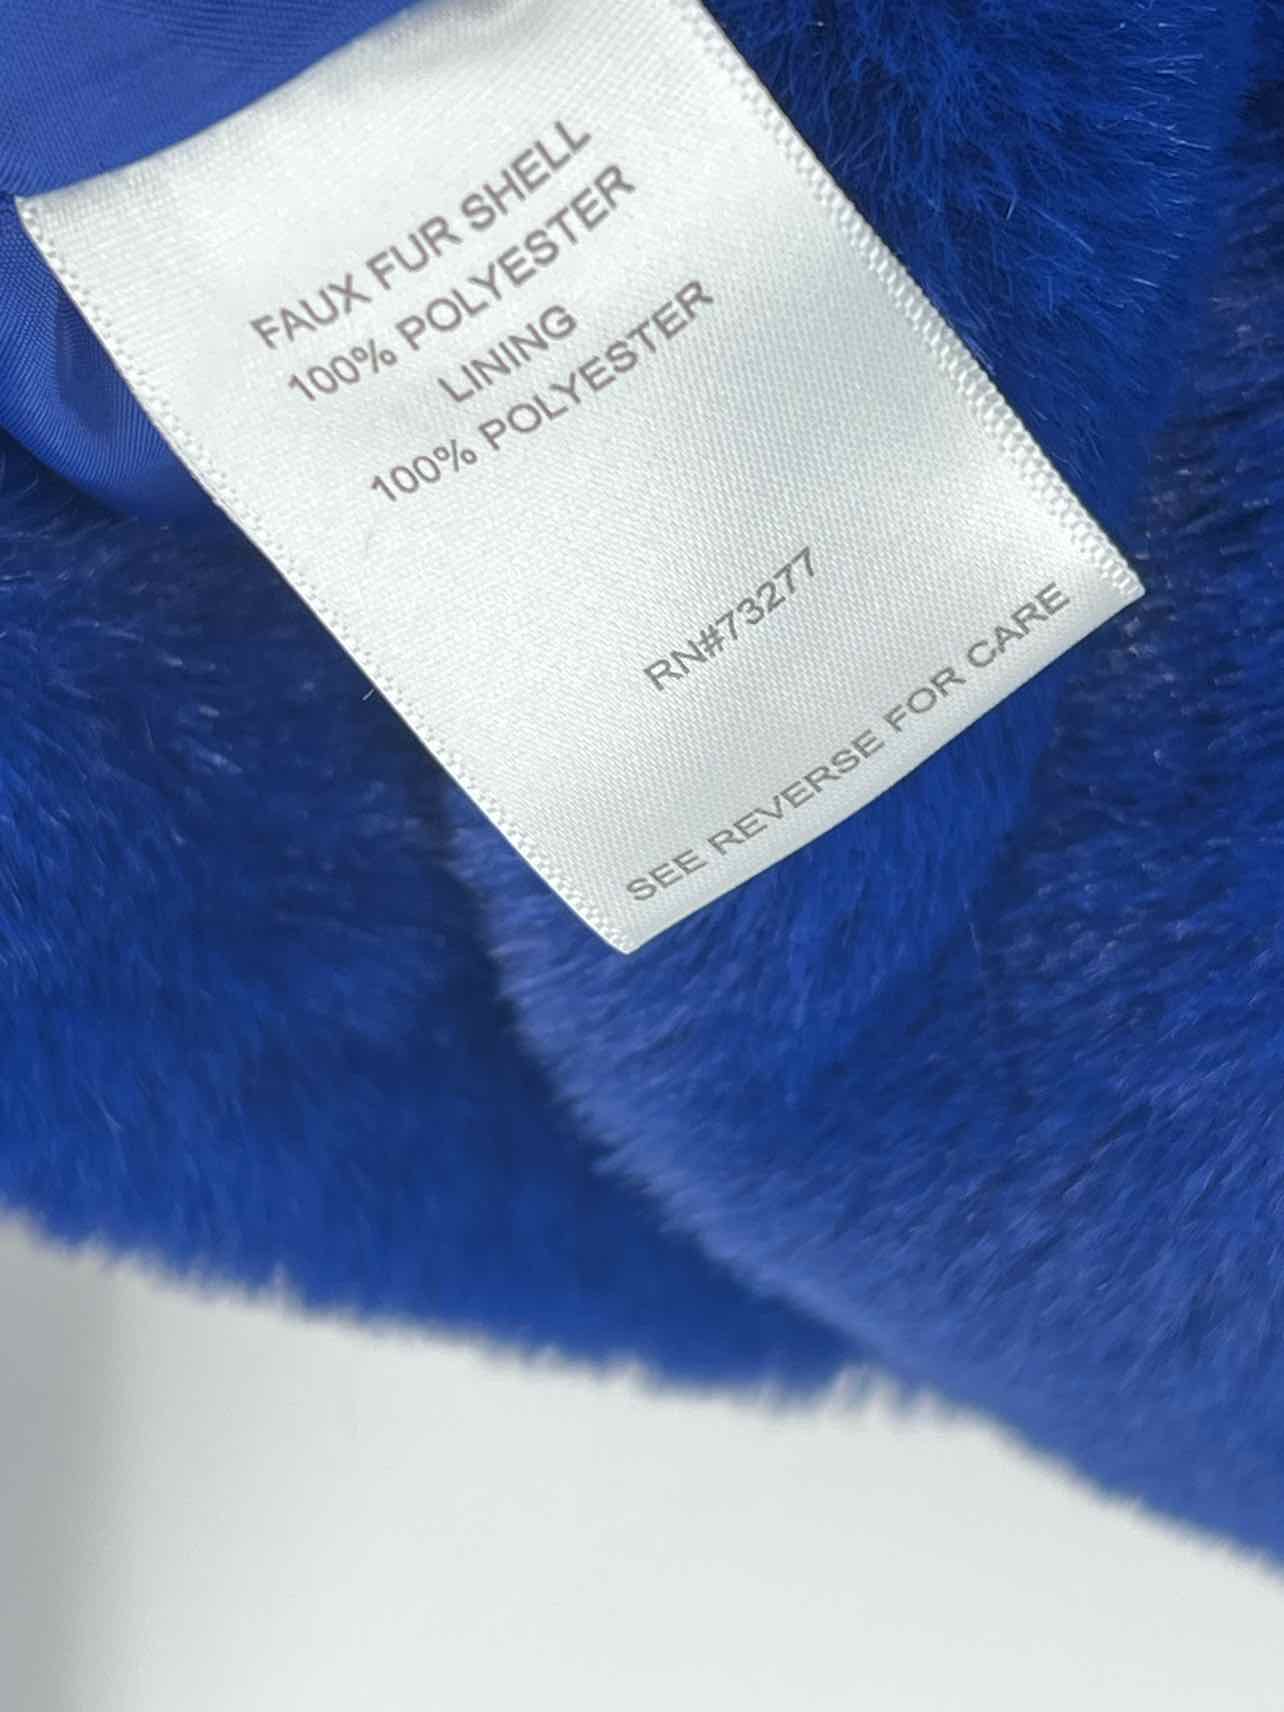 FAUX FUR SHELL
100% POLYESTER
LINING
100% POLYESTER
RN#73277
SEE REVERSE FOR CARE